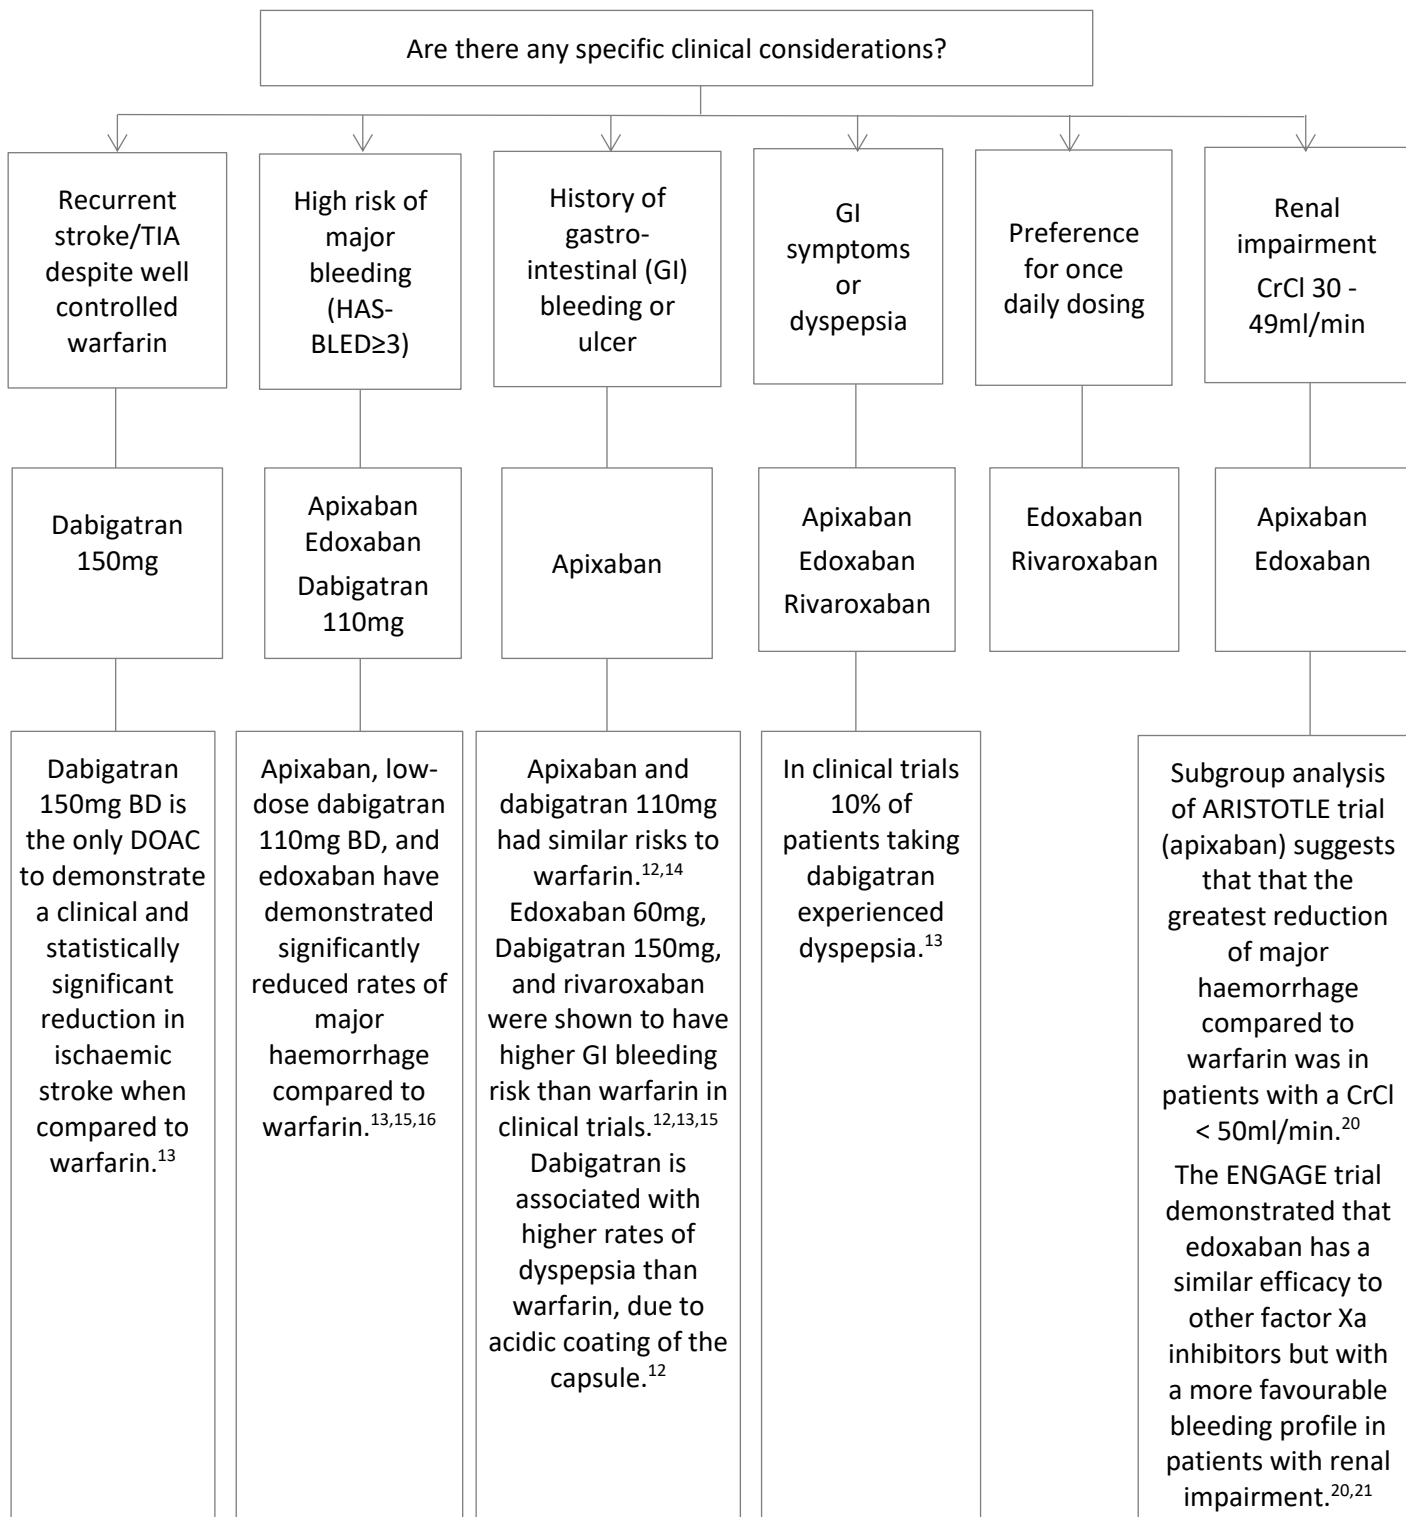 Are there any specific clinical considerations?
Recurrent
stroke/TIA
despite well
controlled
warfarin
High risk of
major
bleeding
(HAS-
BLED≥3)
History of
gastro-
intestinal (GI)
bleeding or
ulcer
GI
symptoms
or
dyspepsia
Preference
for once
daily dosing
Renal
impairment
CrCl 30 -
49ml/min
Dabigatran
150mg
Apixaban
Edoxaban
Dabigatran
110mg
Apixaban
Apixaban
Edoxaban
Rivaroxaban
Edoxaban
Rivaroxaban
Apixaban
Edoxaban
Dabigatran
150mg BD is
the only DOAC
to demonstrate
a clinical and
statistically
significant
reduction in
ischaemic
stroke when
compared to
warfarin.13
Apixaban, low-
dose dabigatran
110mg BD, and
edoxaban have
demonstrated
significantly
reduced rates of
major
haemorrhage
compared to
warfarin.13,15,16
Apixaban and
dabigatran 110mg
had similar risks to
warfarin.12,14
Edoxaban 60mg,
Dabigatran 150mg,
and rivaroxaban
were shown to have
higher GI bleeding
risk than warfarin in
clinical trials.12,13,15
Dabigatran is
associated with
higher rates of
dyspepsia than
warfarin, due to
acidic coating of the
capsule.12
In clinical trials
10% of
patients taking
dabigatran
experienced
dyspepsia.13
Subgroup analysis
of ARISTOTLE trial
(apixaban) suggests
that that the
greatest reduction
of major
haemorrhage
compared to
warfarin was in
patients with a CrCl
< 50ml/min.20
The ENGAGE trial
demonstrated that
edoxaban has a
similar efficacy to
other factor Xa
inhibitors but with
a more favourable
bleeding profile in
patients with renal
impairment.20,21